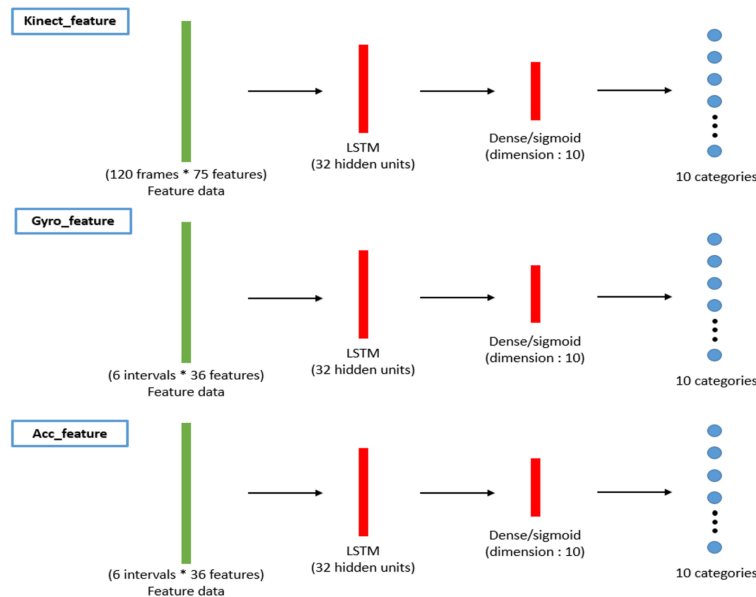 Kinect_feature
(120 frames * 75 features)
Feature data
LSTM
(32 hidden units)
Dense/sigmoid
(dimension : 10)
10 categories
Gyro_feature
(6 intervals * 36 features)
Feature data
LSTM
(32 hidden units)
Dense/sigmoid
(dimension : 10)
10 categories
Acc_feature
(6 intervals * 36 features)
Feature data
LSTM
(32 hidden units)
Dense/sigmoid
(dimension : 10)
10 categories